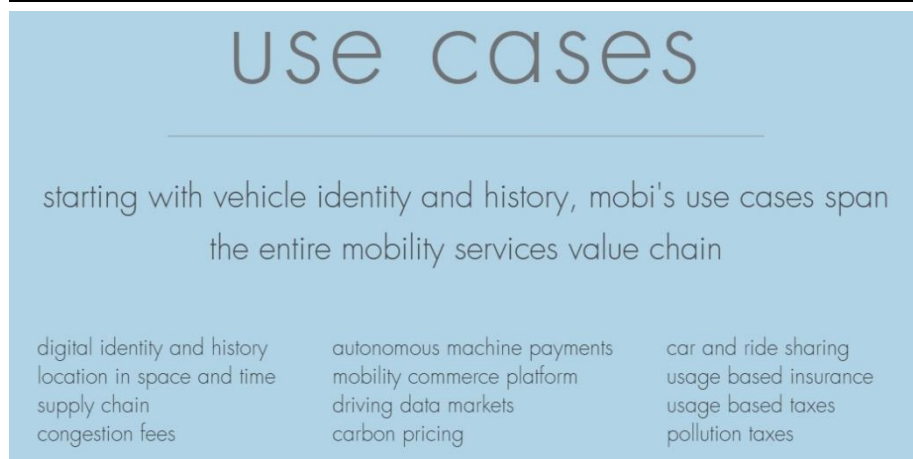 use cases
starting with vehicle identity and history, mobi's use cases span
the entire mobility services value chain
digital identity and history
location in space and time
supply chain
congestion fees
autonomous machine payments
mobility commerce platform
driving data markets
carbon pricing
car and ride sharing
usage based insurance
usage based taxes
pollution taxes